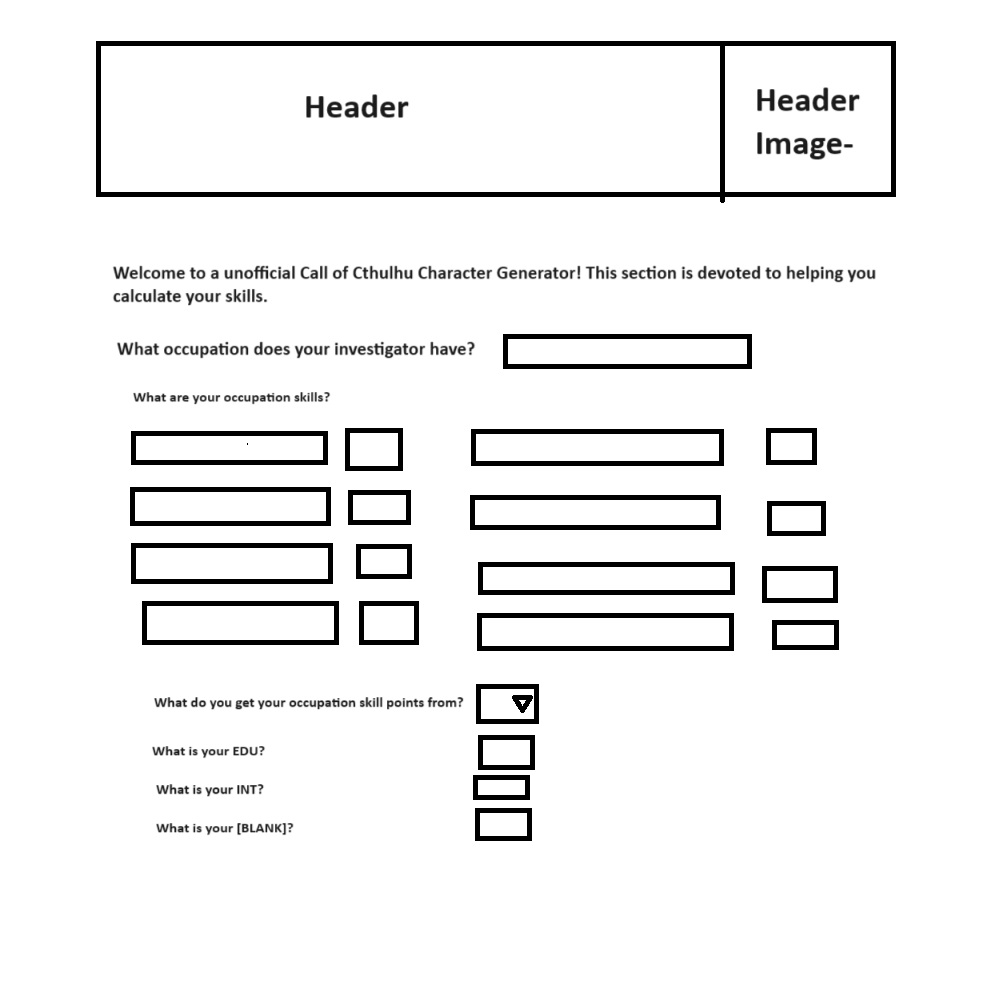 Header
Header
Image-
Welcome to a unofficial Call of Cthulhu Character Generator! This section is devoted to helping you
calculate your skills.
What occupation does your investigator have?
What are your occupation skills?
What do you get your occupation skill points from?
What is your EDU?
What is your INT?
What is your [BLANK]?